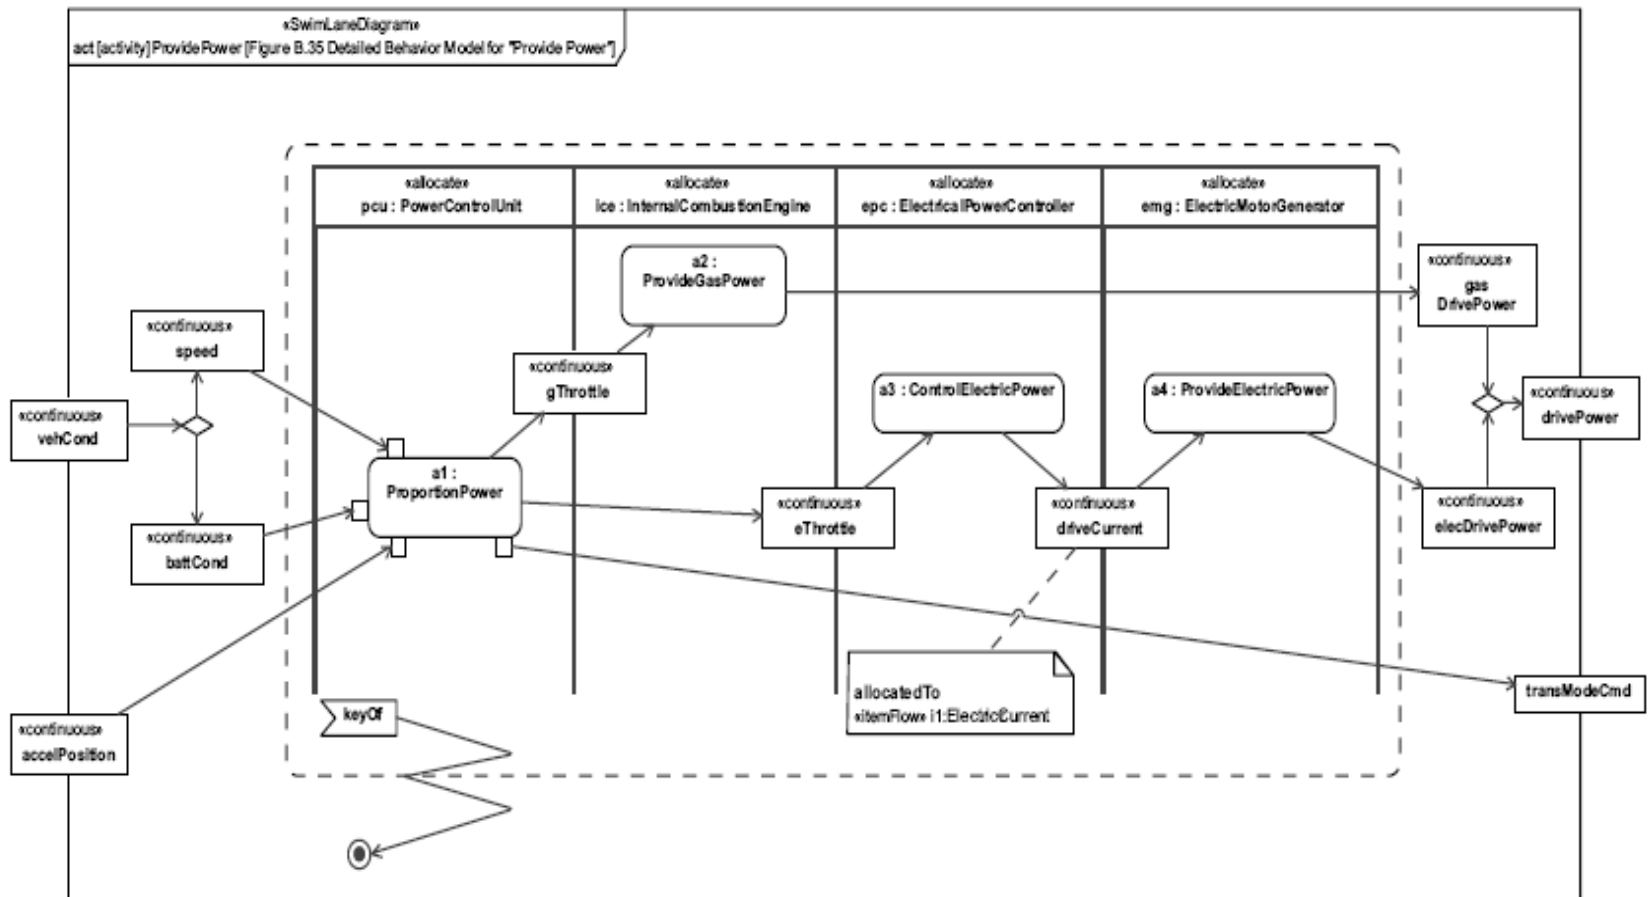 «SwimLaneDiagram»
act [activity] ProvidePower [Figure B.35 Detailed Behavior Model for "Provide Power"]
«allocate»
pcu : PowerControlUnit
«allocate»
ice : InternalCombustionEngine
«allocate»
epc : ElectricalPowerController
«allocate»
emg : ElectricMotorGenerator
a2 :
ProvideGasPower
«continuous»
gas
DrivePower
«continuous»
speed
«continuous»
gThrottle
a3 : ControlElectricPower
a4 : ProvideElectricPower
«continuous»
drivePower
«continuous»
vehCond
a1 :
ProportionPower
«continuous»
eThrottle
«continuous»
driveCurrent
«continuous»
elecDrivePower
«continuous»
battCond
allocatedTo
«itemFlow» i1:ElectricCurrent
transModeCmd
keyOf
«continuous»
accelPosition